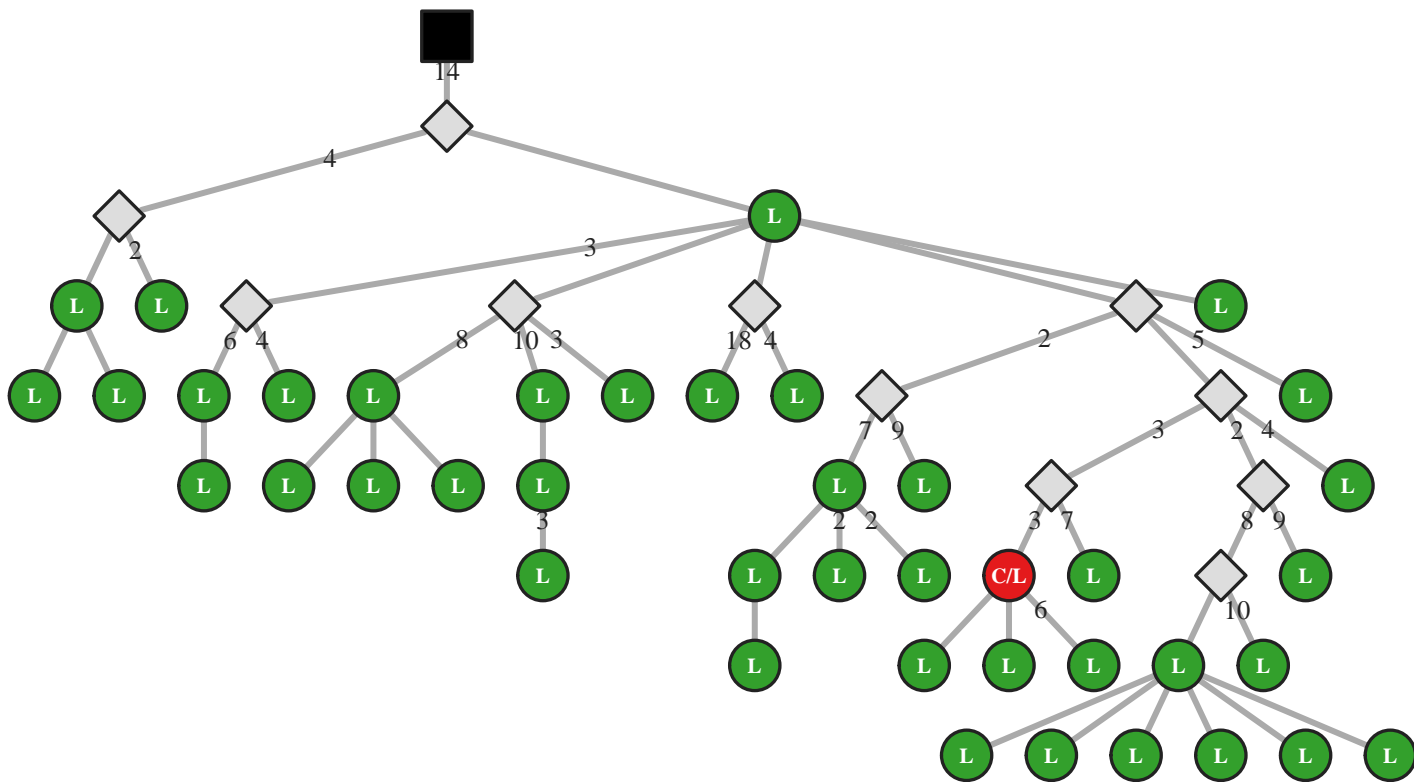 14
4
L
2
3
L L 6 4 8 10 3 18 4 2 5 L
L L L L L L L L L L
7 9 3 2 4
L L L L L L L L
3 2 2 3 7 8 9
L L L L C/L L L
6 10
L L L L L L
L L L L L L